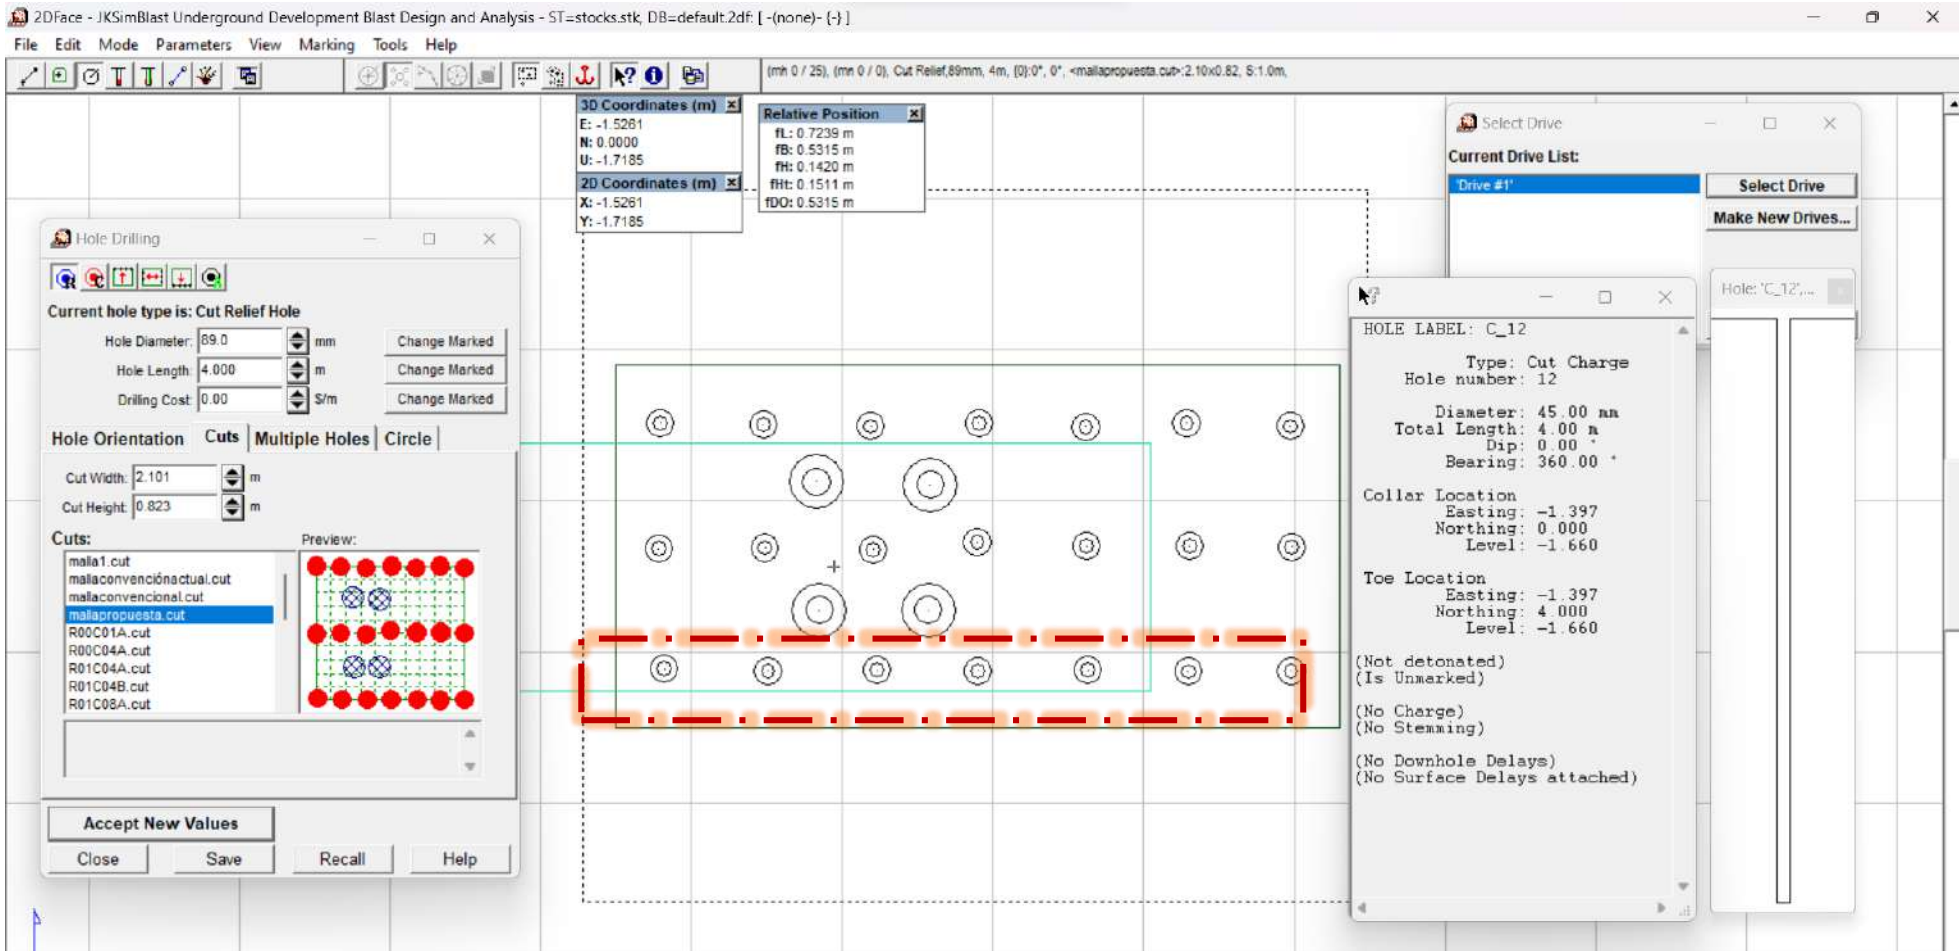 2DFace - JKSimBlast Underground Development Blast Design and Analysis - ST=stocks.stk, DB=default.2df: [ -(none)- {-} ]
File Edit Mode Parameters View Marking Tools Help
(mh 0 / 25), (mn 0 / 0), Cut Relief,89mm, 4m, {0}:0°, 0°, <mallapropuesta.cut>:2.10x0.82, S:1.0m,
3D Coordinates (m)
E: -1.5261
N: 0.0000
U: -1.7185
2D Coordinates (m)
X: -1.5261
Y: -1.7185
Relative Position
fL: 0.7239 m
fB: 0.5315 m
fH: 0.1420 m
fHt: 0.1511 m
fDO: 0.5315 m
Select Drive
Current Drive List:
'Drive #1'
Select Drive
Make New Drives...
Hole Drilling
Current hole type is: Cut Relief Hole
Hole Diameter: 89.0 mm Change Marked
Hole Length: 4.000 m Change Marked
Drilling Cost: 0.00 $/m Change Marked
Hole Orientation Cuts Multiple Holes Circle
Cut Width: 2.101 m
Cut Height: 0.823 m
Cuts:
Preview:
malla1.cut
mallaconvenciónactual.cut
mallaconvencional.cut
mallapropuesta.cut
R00C01A.cut
R00C04A.cut
R01C04A.cut
R01C04B.cut
R01C08A.cut
Accept New Values
Close Save Recall Help
HOLE LABEL: C_12
Type: Cut Charge
Hole number: 12
Diameter: 45.00 mm
Total Length: 4.00 m
Dip: 0.00 °
Bearing: 360.00 °
Collar Location
Easting: -1.397
Northing: 0.000
Level: -1.660
Toe Location
Easting: -1.397
Northing: 4.000
Level: -1.660
(Not detonated)
(Is Unmarked)
(No Charge)
(No Stemming)
(No Downhole Delays)
(No Surface Delays attached)
Hole: 'C_12',...